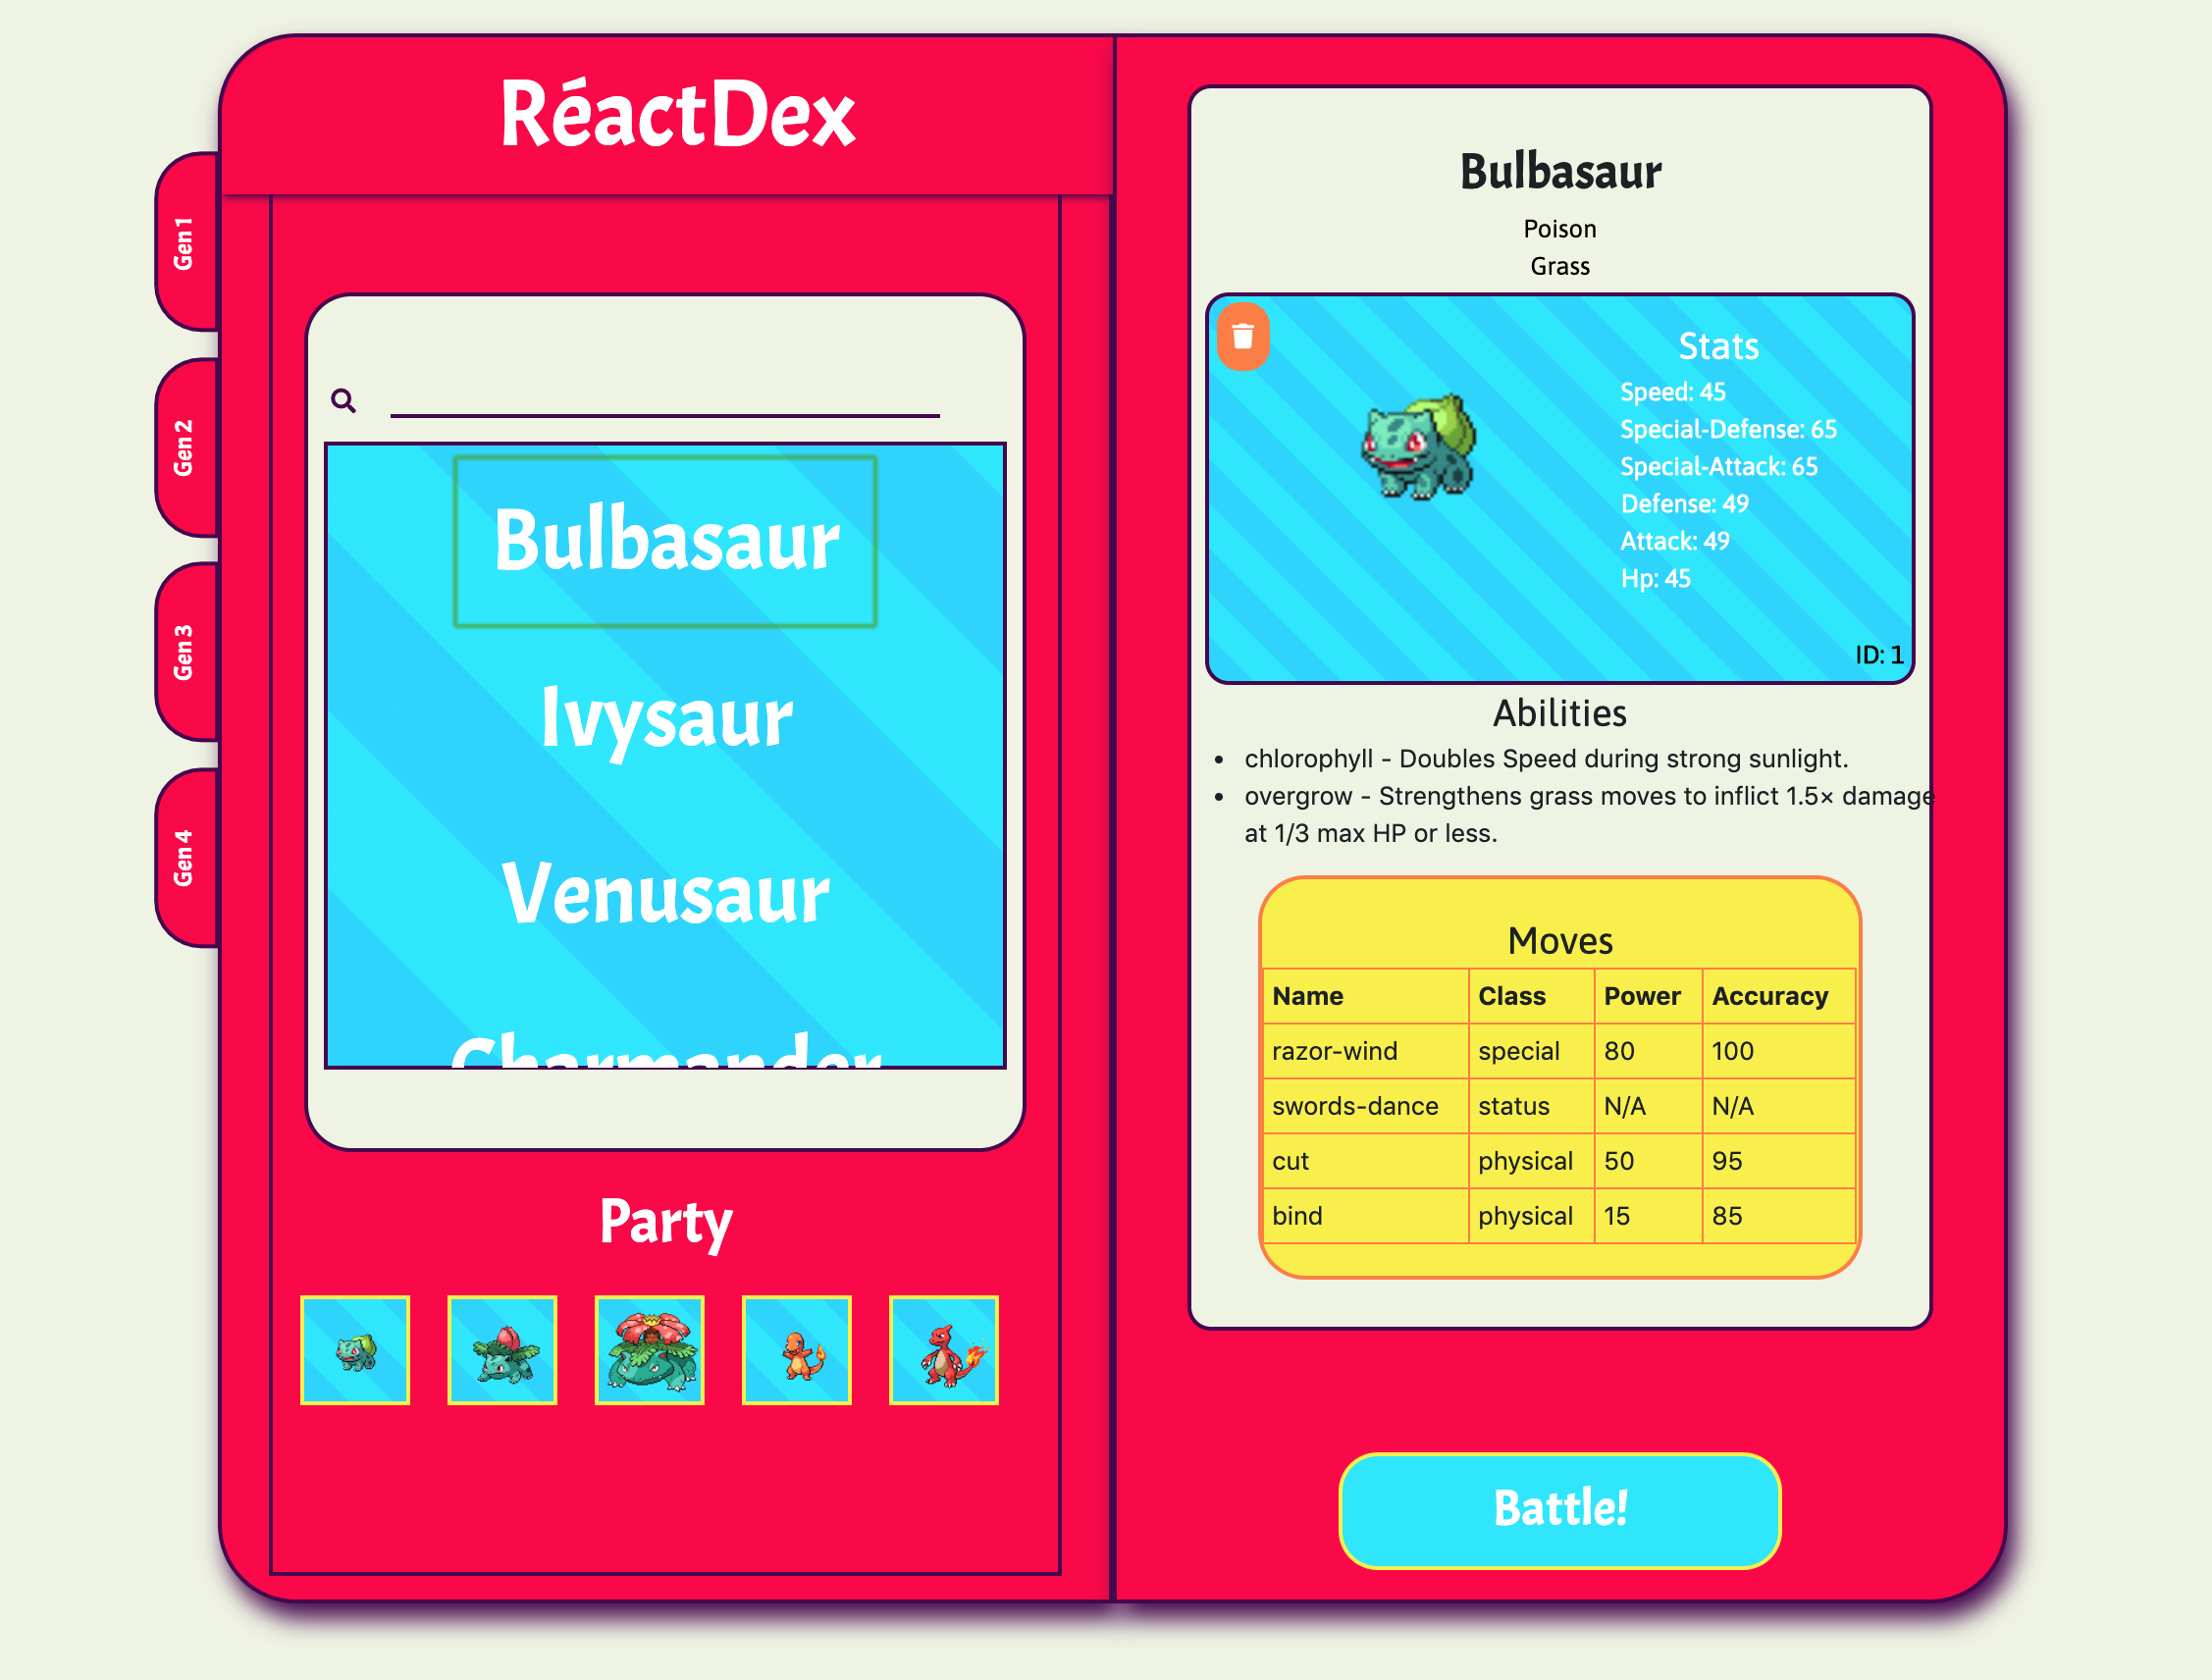 RéactDex
Gen 1
Gen 2
Gen 3
Gen 4
Bulbasaur
Ivysaur
Venusaur
Charmander
Party
Bulbasaur
Poison
Grass
Stats
Speed: 45
Special-Defense: 65
Special-Attack: 65
Defense: 49
Attack: 49
Hp: 45
ID: 1
Abilities
• chlorophyll - Doubles Speed during strong sunlight.
• overgrow - Strengthens grass moves to inflict 1.5× damage
at 1/3 max HP or less.
Moves
Name Class Power Accuracy
razor-wind special 80 100
swords-dance status N/A N/A
cut physical 50 95
bind physical 15 85
Battle!